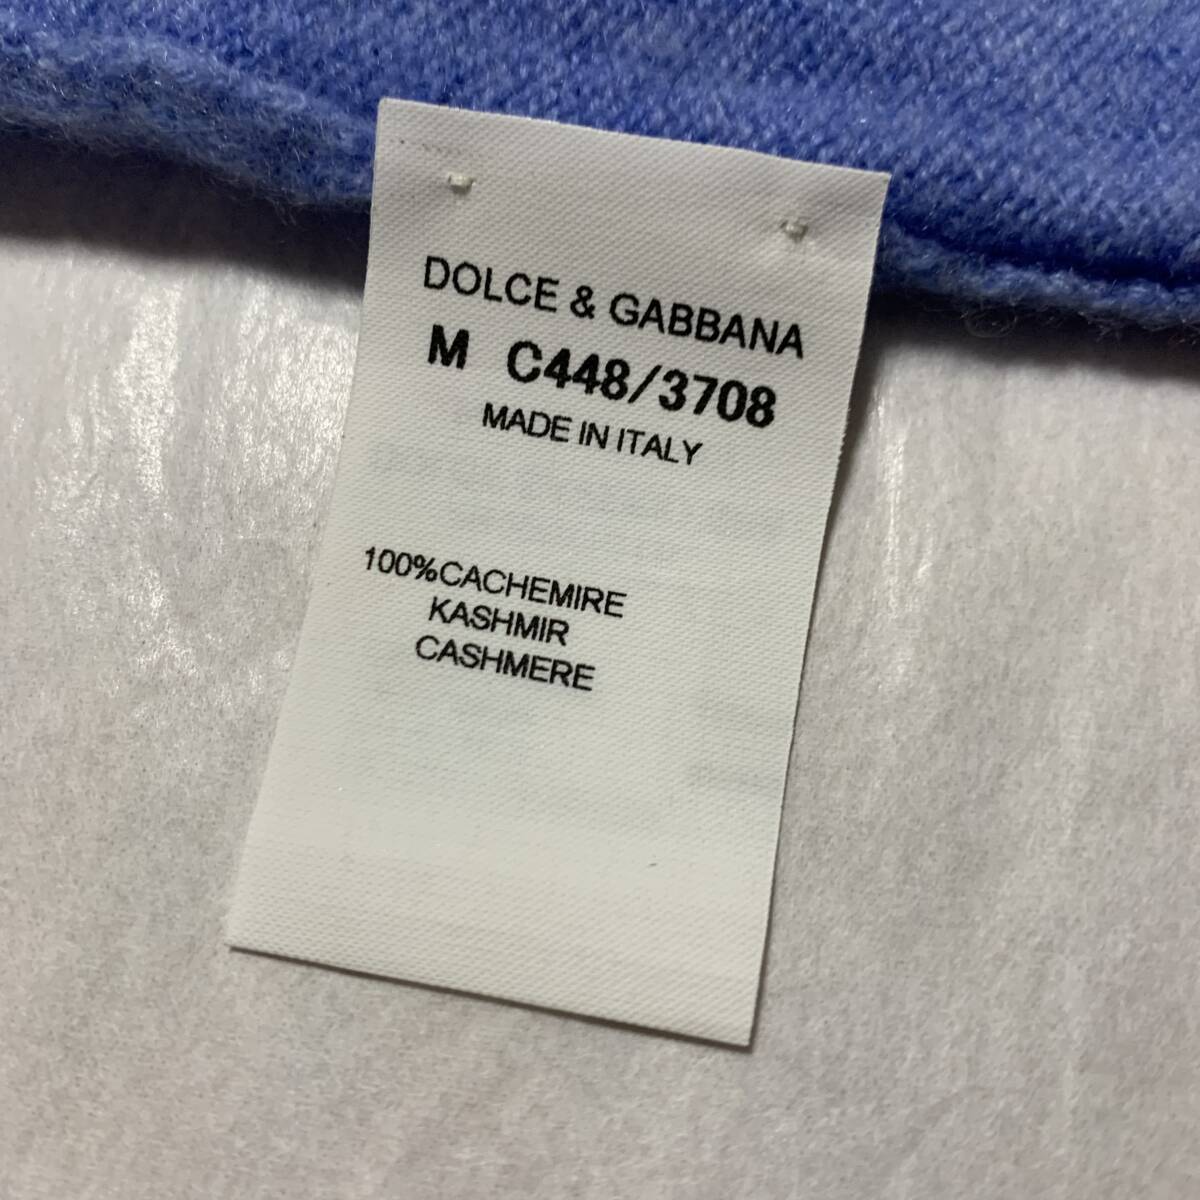 DOLCE & GABBANA
M C448/3708
MADE IN ITALY
100%CACHEMIRE
KASHMIR
CASHMERE